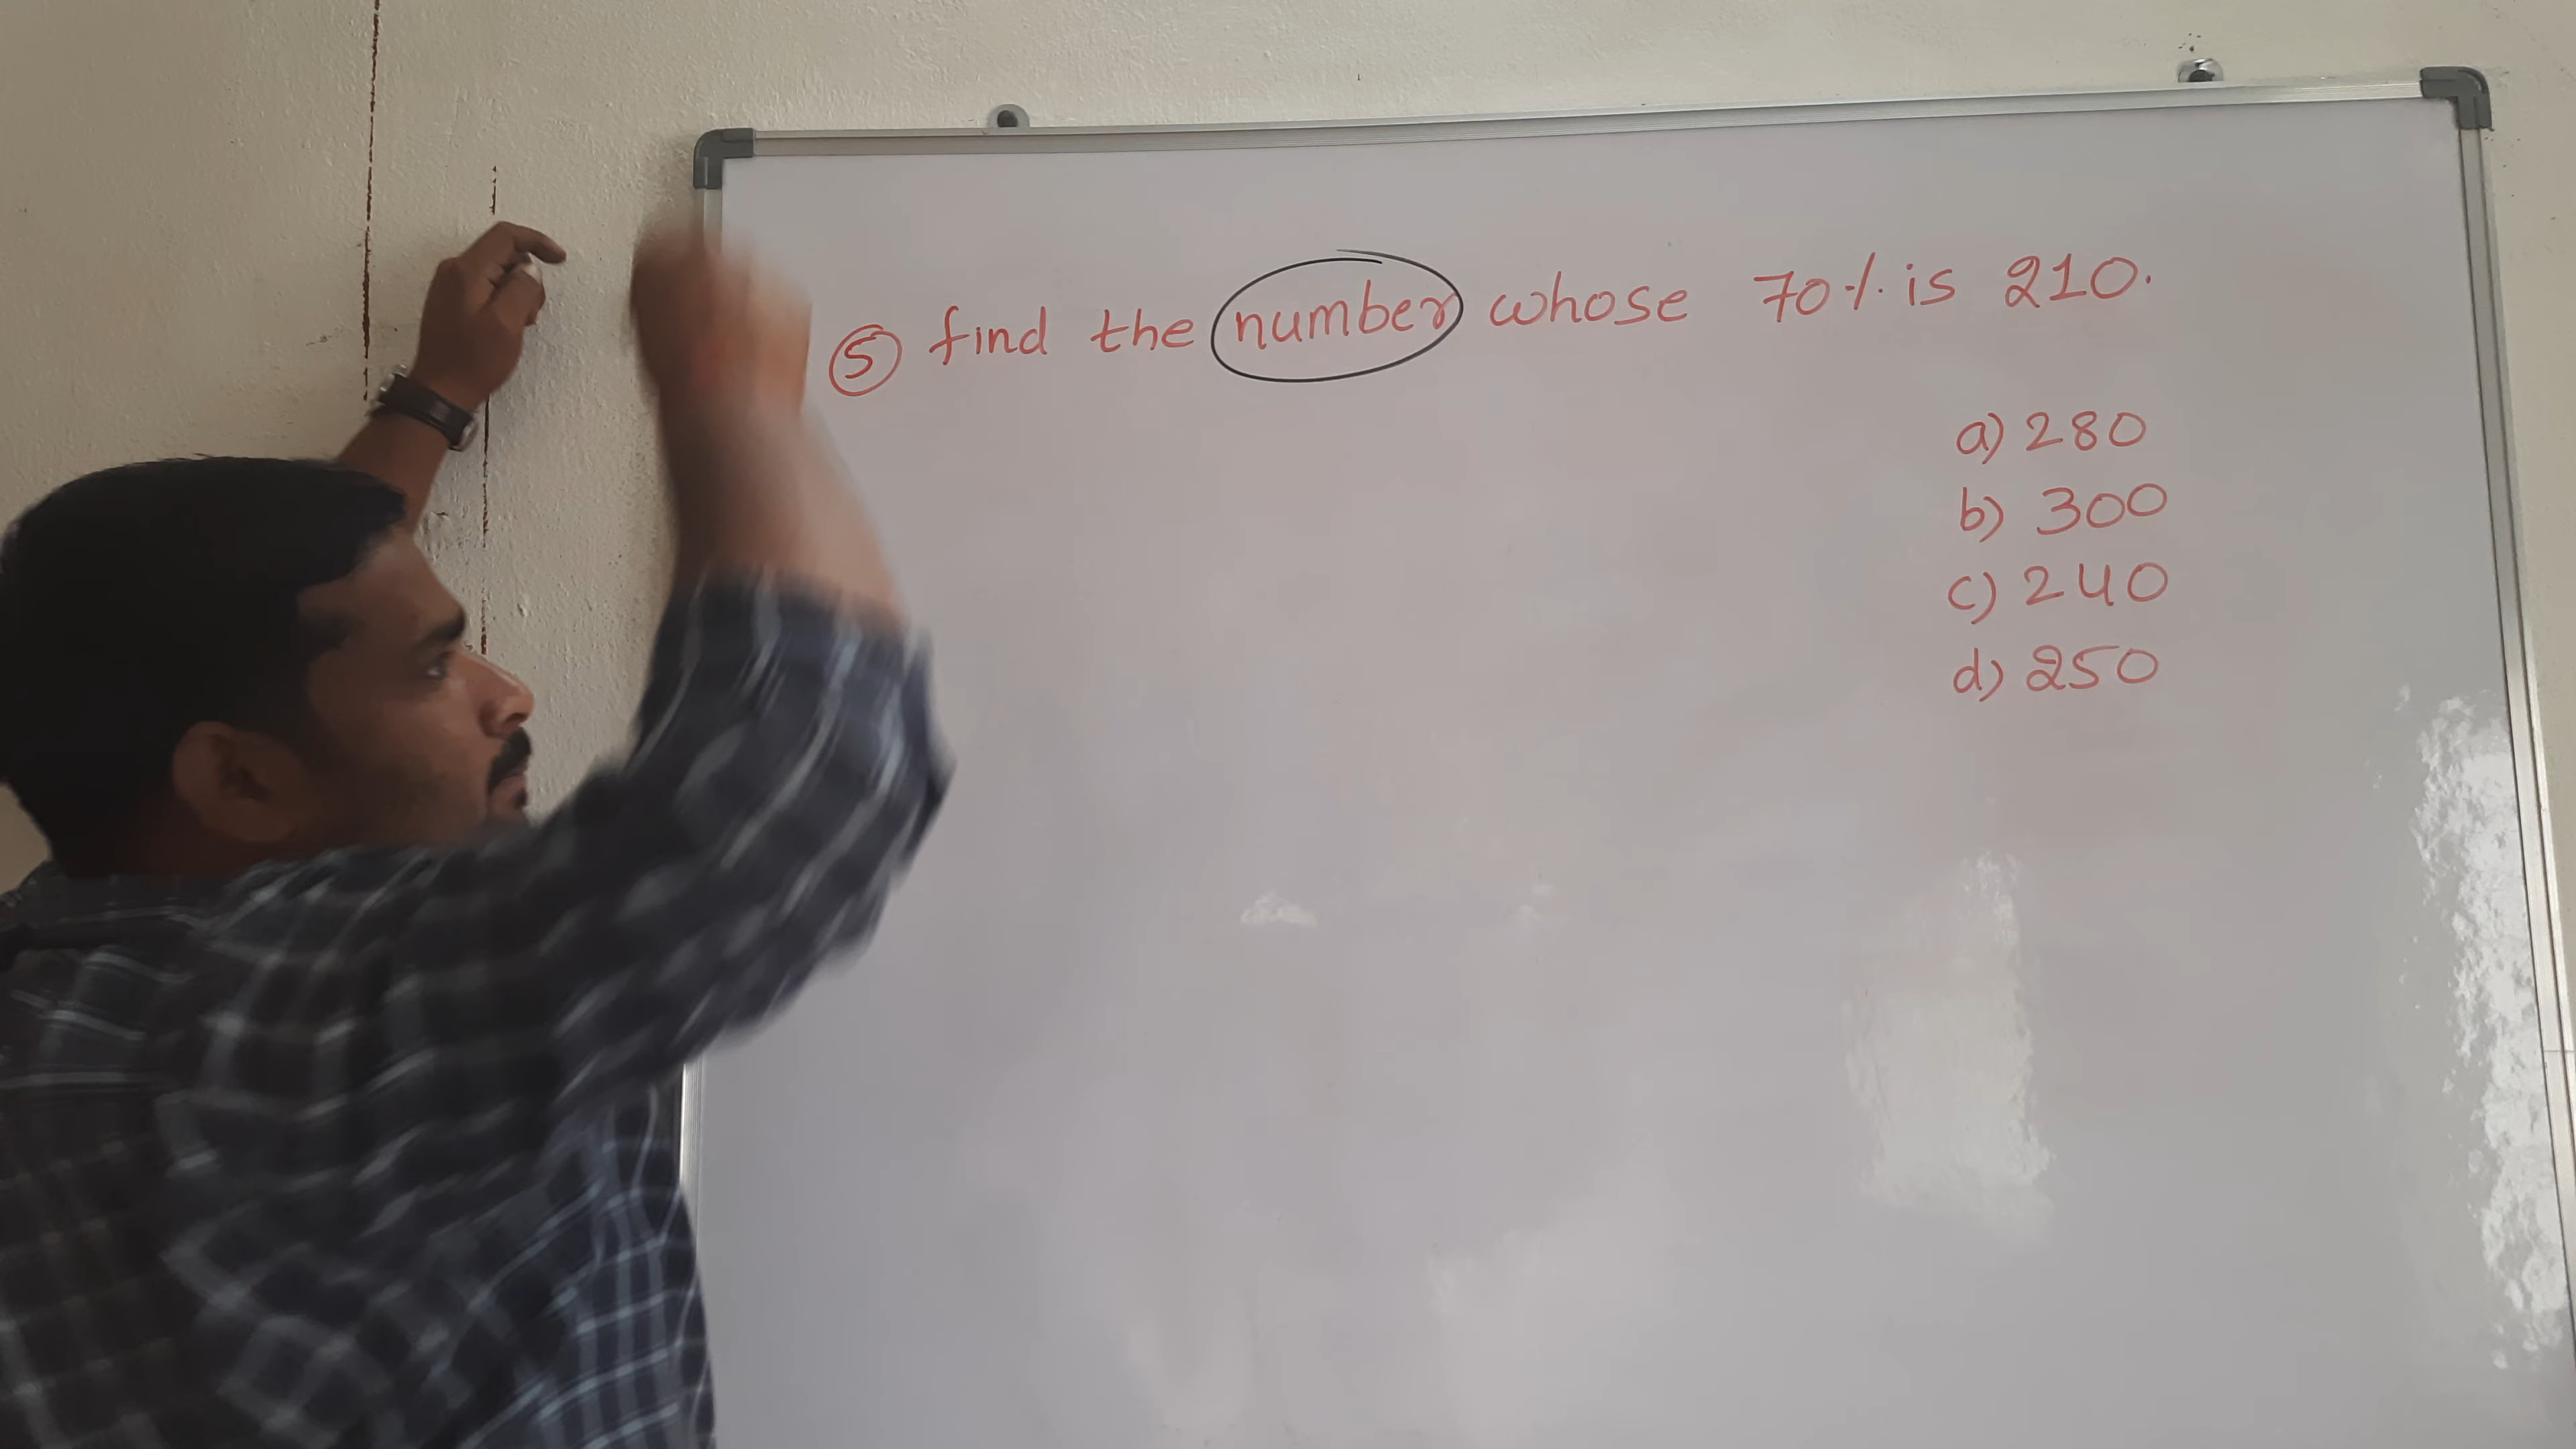 5 find the number whose 70% is 210.
a) 280
b) 300
c) 240
d) 250